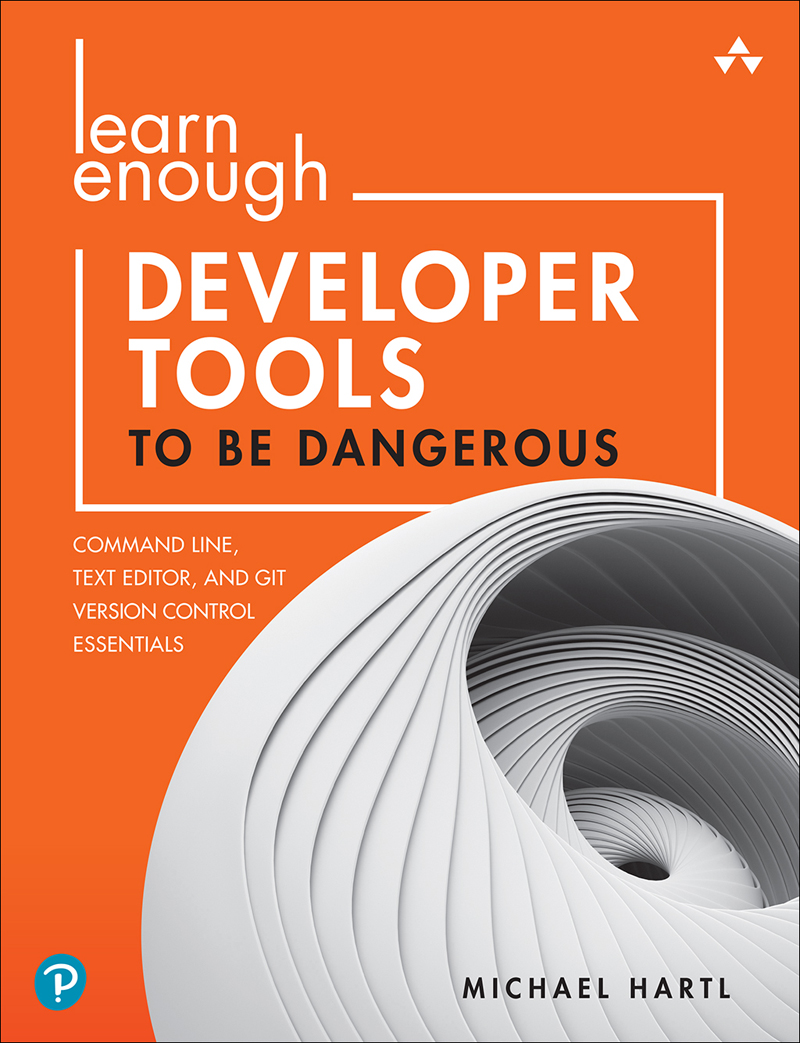 learn
enough
DEVELOPER
TOOLS
TO BE DANGEROUS
COMMAND LINE,
TEXT EDITOR, AND GIT
VERSION CONTROL
ESSENTIALS
P
MICHAEL HARTL